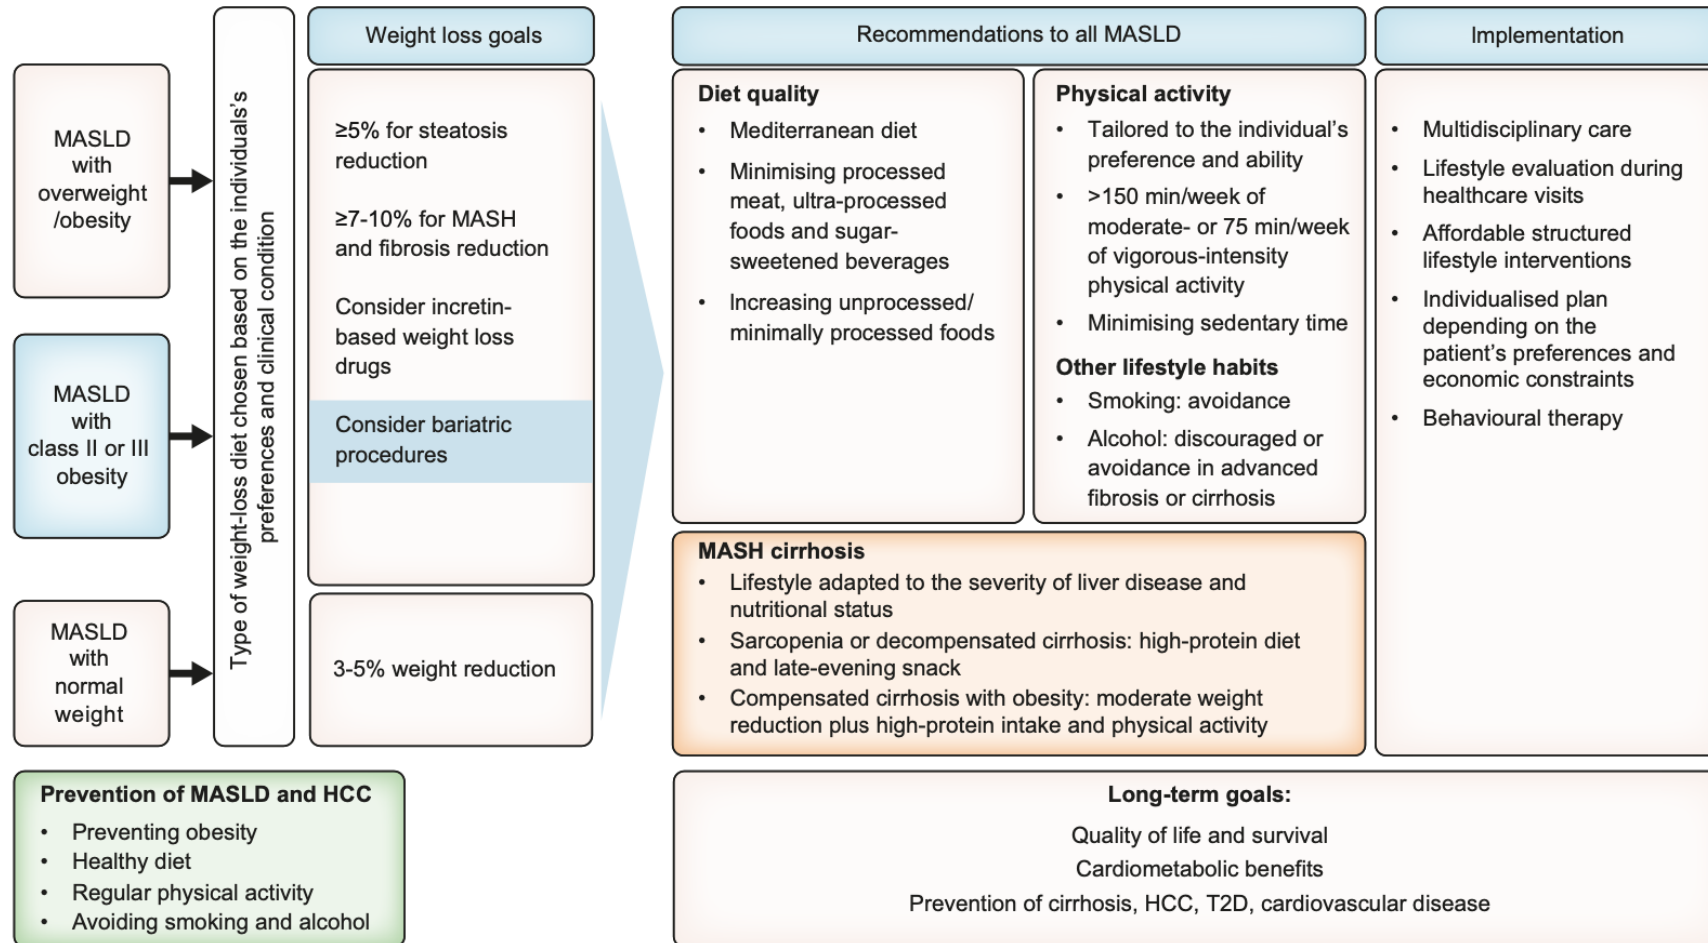 Weight loss goals
Recommendations to all MASLD
Implementation
MASLD
with
overweight
/obesity
MASLD
with
class II or III
obesity
MASLD
with
normal
weight
Type of weight-loss diet chosen based on the individuals's
preferences and clinical condition
≥5% for steatosis
reduction
≥7-10% for MASH
and fibrosis reduction
Consider incretin-
based weight loss
drugs
Consider bariatric
procedures
3-5% weight reduction
Diet quality
• Mediterranean diet
• Minimising processed
meat, ultra-processed
foods and sugar-
sweetened beverages
• Increasing unprocessed/
minimally processed foods
Physical activity
• Tailored to the individual's
preference and ability
• >150 min/week of
moderate- or 75 min/week
of vigorous-intensity
physical activity
• Minimising sedentary time
Other lifestyle habits
• Smoking: avoidance
• Alcohol: discouraged or
avoidance in advanced
fibrosis or cirrhosis
MASH cirrhosis
• Lifestyle adapted to the severity of liver disease and
nutritional status
• Sarcopenia or decompensated cirrhosis: high-protein diet
and late-evening snack
• Compensated cirrhosis with obesity: moderate weight
reduction plus high-protein intake and physical activity
• Multidisciplinary care
• Lifestyle evaluation during
healthcare visits
• Affordable structured
lifestyle interventions
• Individualised plan
depending on the
patient's preferences and
economic constraints
• Behavioural therapy
Prevention of MASLD and HCC
• Preventing obesity
• Healthy diet
• Regular physical activity
• Avoiding smoking and alcohol
Long-term goals:
Quality of life and survival
Cardiometabolic benefits
Prevention of cirrhosis, HCC, T2D, cardiovascular disease